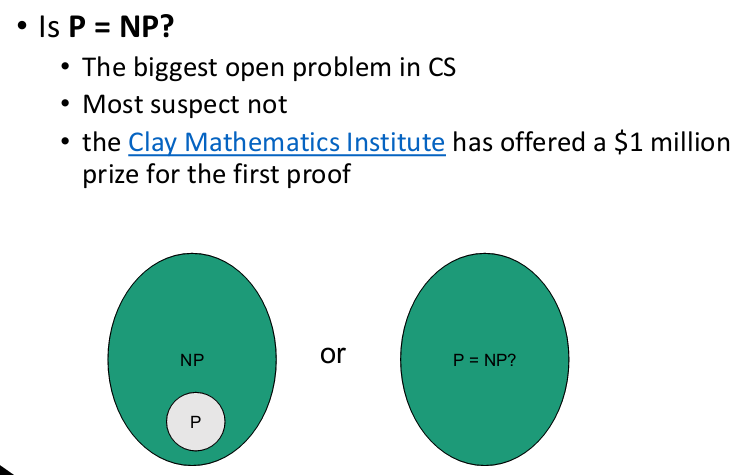 • Is P = NP?
• The biggest open problem in CS
• Most suspect not
• the Clay Mathematics Institute has offered a $1 million
prize for the first proof
NP
P
or
P = NP?